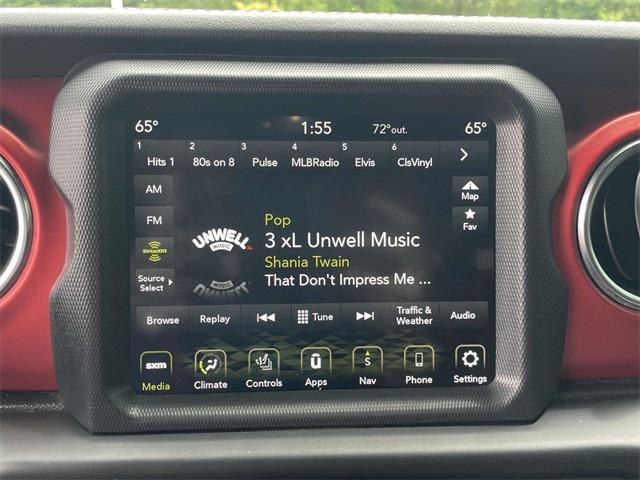 65° 1:55 72°out. 65°
1 2 3 4 5 6
Hits 1 80s on 8 Pulse MLBRadio Elvis ClsVinyl
AM
Map
FM
Fav
SiriusXM
Source
Select
UNWELL
MUSIC
XL
Pop
3 xL Unwell Music
Shania Twain
That Don't Impress Me ...
Browse Replay Tune Traffic & Audio
Weather
sxm
Media Climate Controls Apps Nav Phone Settings
u
S